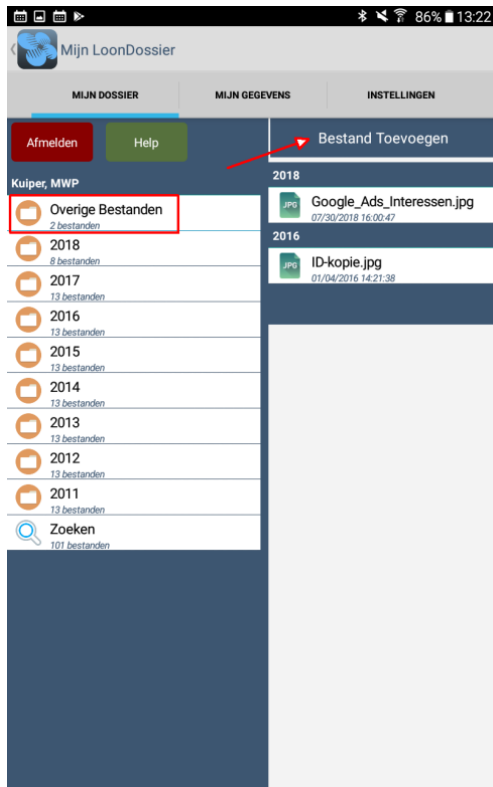 86% 13:22
Mijn LoonDossier
MIJN DOSSIER MIJN GEGEVENS INSTELLINGEN
Afmelden Help
Kuiper, MWP
Overige Bestanden
2 bestanden
2018
8 bestanden
2017
13 bestanden
2016
13 bestanden
2015
13 bestanden
2014
13 bestanden
2013
13 bestanden
2012
13 bestanden
2011
13 bestanden
Zoeken
101 bestanden
Bestand Toevoegen
2018
JPG
Google_Ads_Interessen.jpg
07/30/2018 16:00:47
2016
JPG
ID-kopie.jpg
01/04/2016 14:21:38